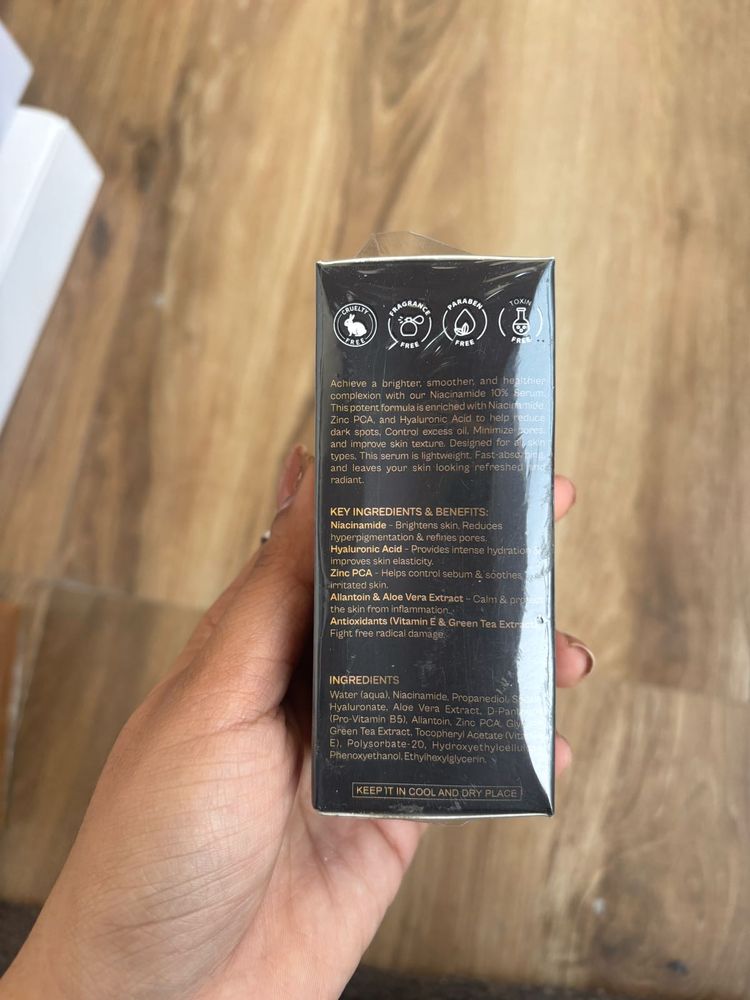 CRUELTY FREE
FRAGRANCE FREE
PARABEN FREE
TOXIN FREE
Achieve a brighter, smoother, and healthier
complexion with our Niacinamide 10% Serum.
This potent formula is enriched with Niacinamide,
Zinc PCA, and Hyaluronic Acid to help reduce
dark spots, Control excess oil, Minimize pores
and improve skin texture. Designed for all skin
types, This serum is lightweight, Fast-absorbing,
and leaves your skin looking refreshed and
radiant.
KEY INGREDIENTS & BENEFITS:
Niacinamide – Brightens skin, Reduces
hyperpigmentation & refines pores.
Hyaluronic Acid – Provides intense hydration
improves skin elasticity.
Zinc PCA – Helps control sebum & soothes
irritated skin.
Allantoin & Aloe Vera Extract – Calm & protect
the skin from inflammation.
Antioxidants (Vitamin E & Green Tea Extract
Fight free radical damage.
INGREDIENTS
Water (aqua), Niacinamide, Propanediol,
Hyaluronate, Aloe Vera Extract,
(Pro-Vitamin B5), Allantoin, Zinc PCA,
Green Tea Extract, Tocopheryl Acetate
E), Polysorbate-20,
Phenoxyethanol, Ethylhexylglycerin.
KEEP IT IN COOL AND DRY PLACE